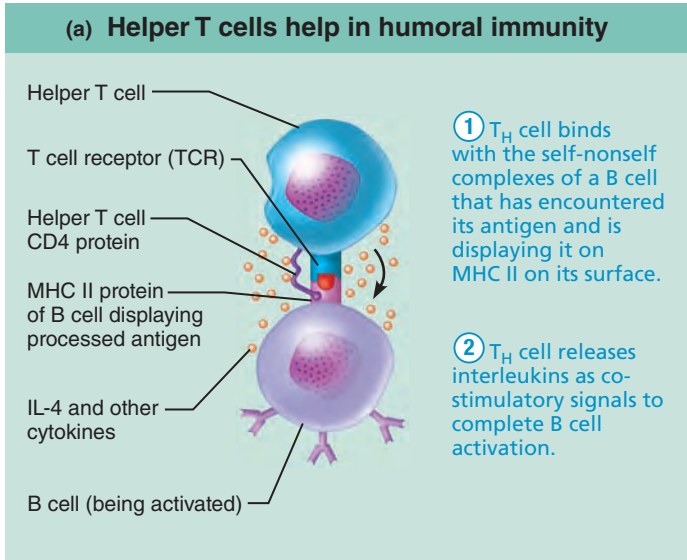 (a) Helper T cells help in humoral immunity
Helper T cell
T cell receptor (TCR)
Helper T cell
CD4 protein
MHC II protein
of B cell displaying
processed antigen
IL-4 and other
cytokines
B cell (being activated)
1 TH cell binds
with the self-nonself
complexes of a B cell
that has encountered
its antigen and is
displaying it on
MHC II on its surface.
2 TH cell releases
interleukins as co-
stimulatory signals to
complete B cell
activation.